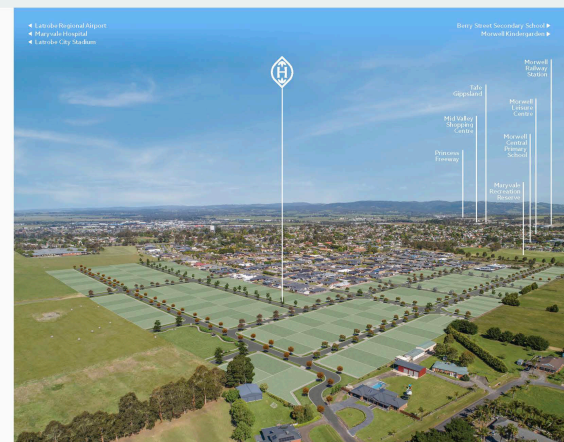 ◄ Latrobe Regional Airport
◄ Maryvale Hospital
◄ Latrobe City Stadium
Berry Street Secondary School ►
Morwell Kindergarden ►
H
Morwell
Railway
Station
Tafe
Gippsland
Morwell
Leisure
Centre
Mid Valley
Shopping
Centre
Morwell
Central
Primary
School
Princess
Freeway
Maryvale
Recreation
Reserve